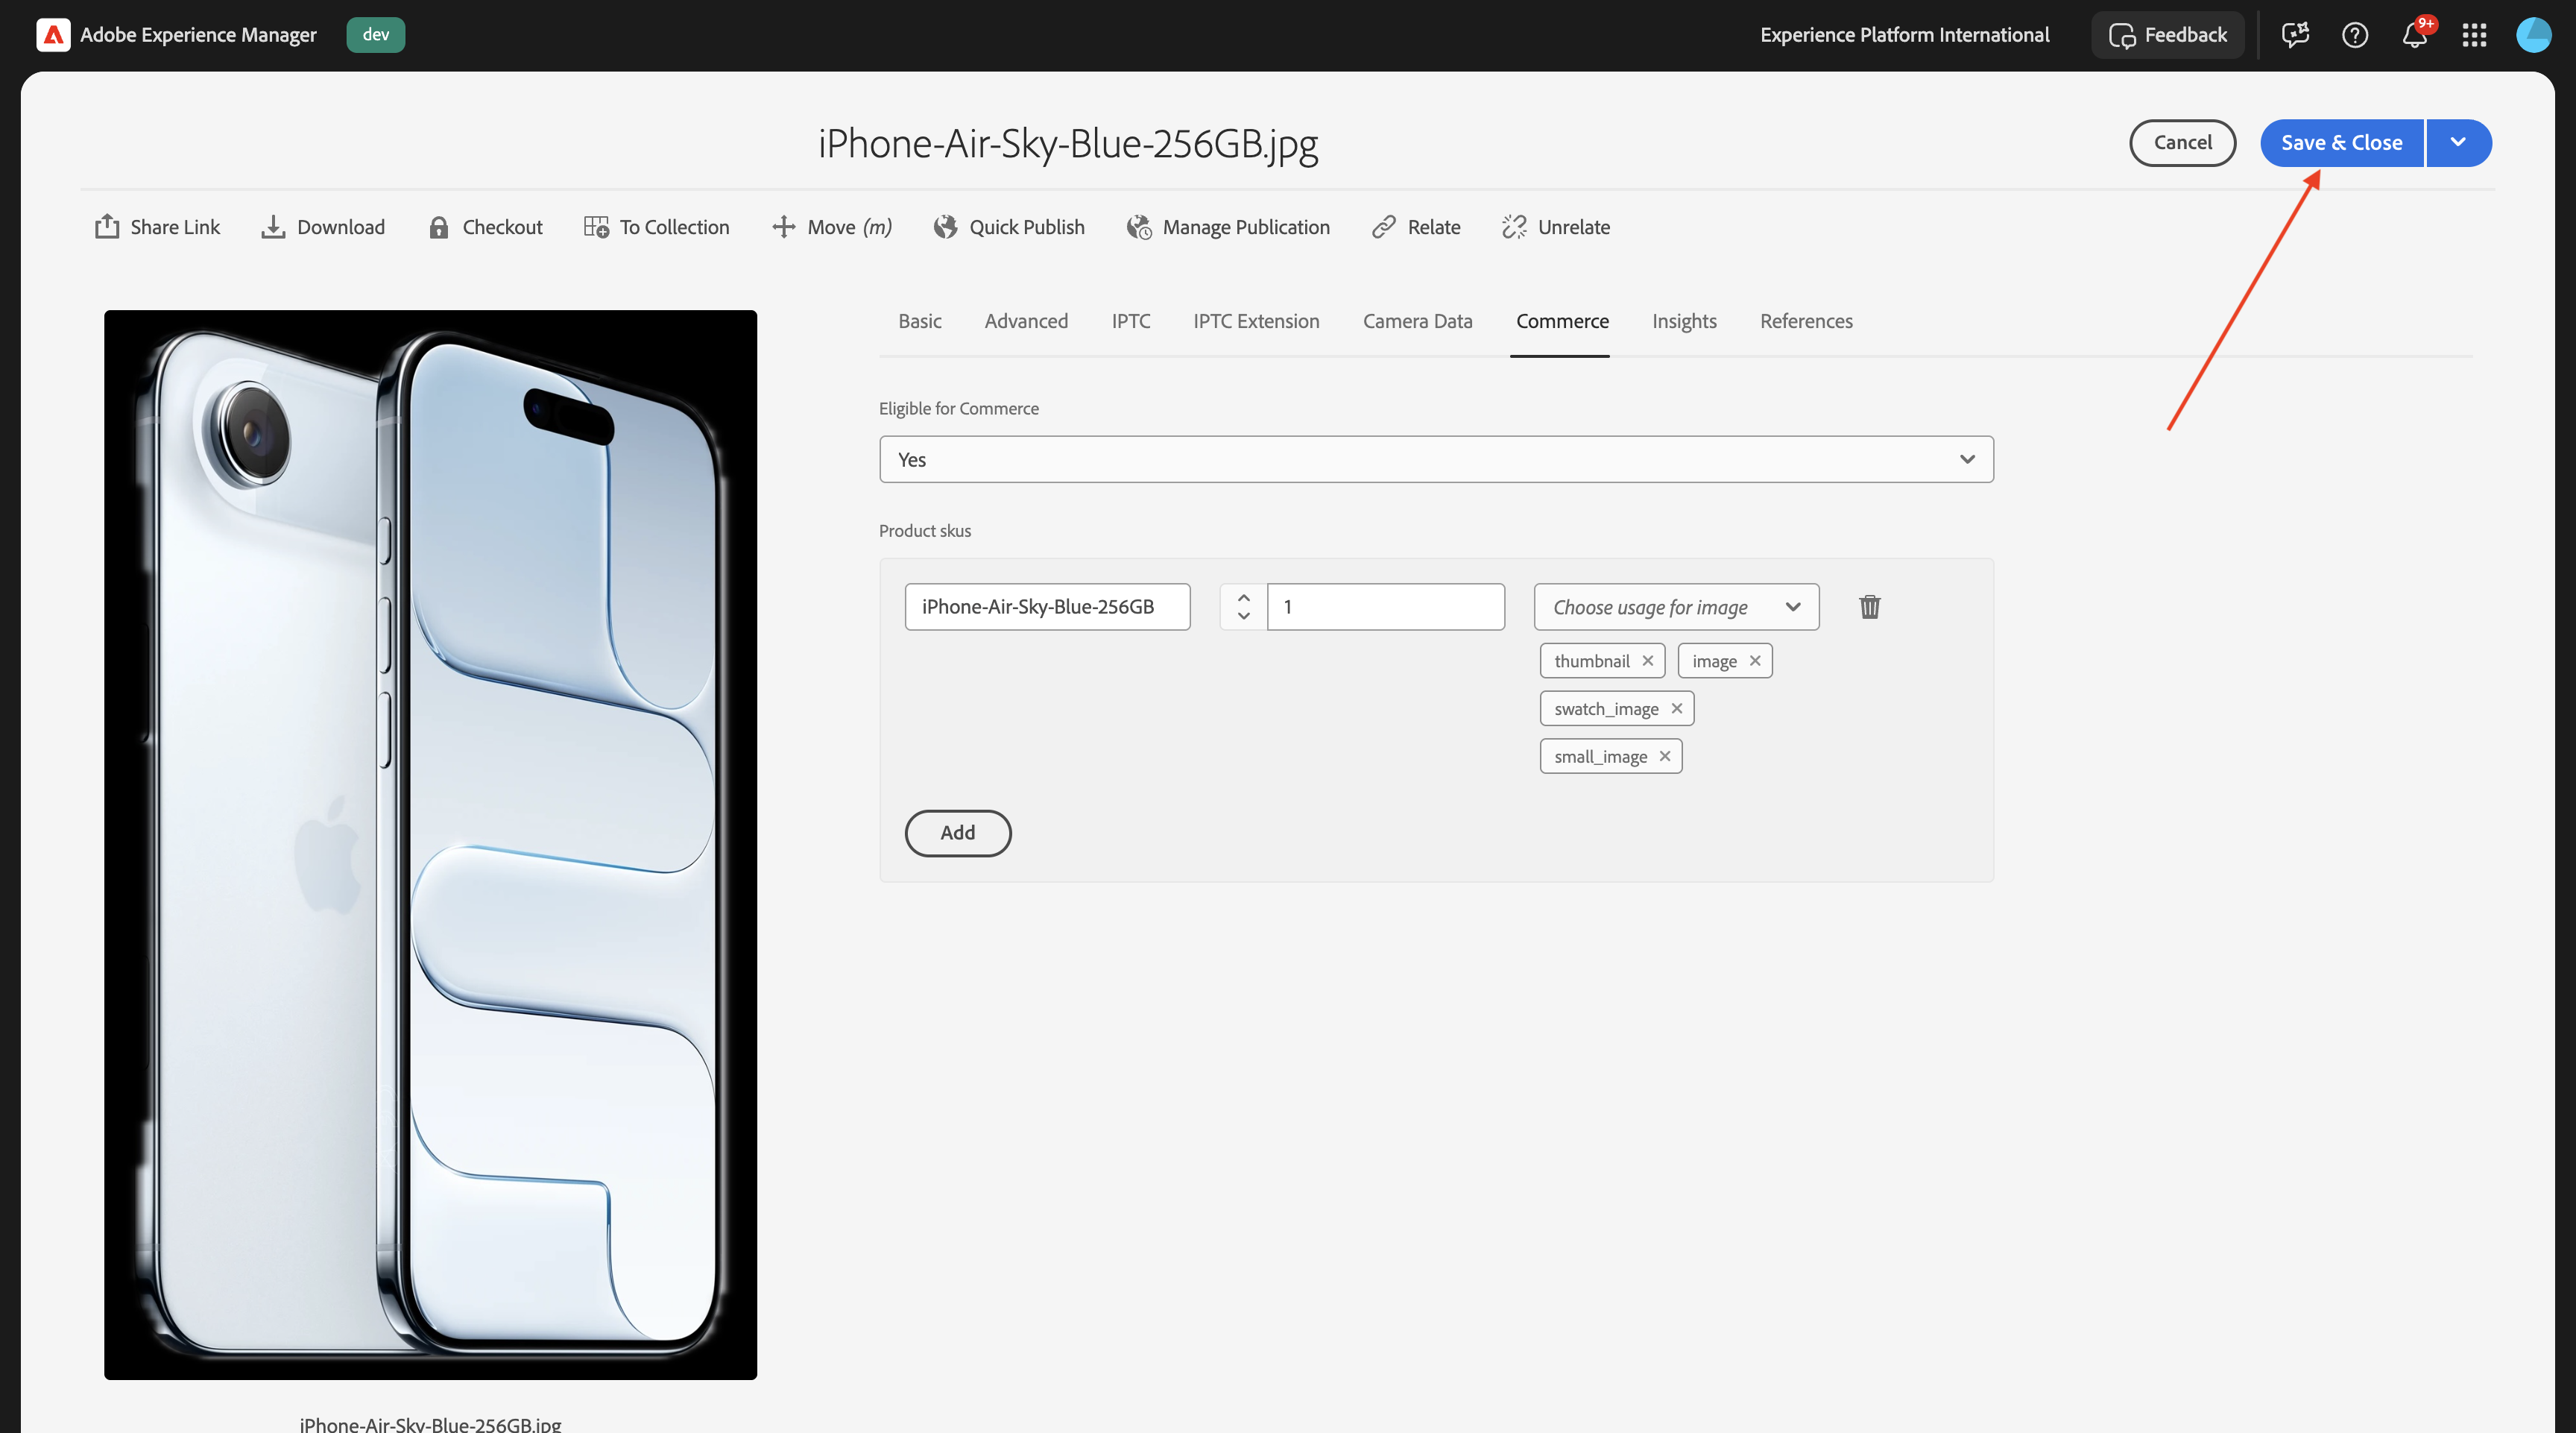 Adobe Experience Manager dev Experience Platform International Feedback 9+
iPhone-Air-Sky-Blue-256GB.jpg Cancel Save & Close
Share Link Download Checkout To Collection Move (m) Quick Publish Manage Publication Relate Unrelate
Basic Advanced IPTC IPTC Extension Camera Data Commerce Insights References
Eligible for Commerce
Yes
Product skus
iPhone-Air-Sky-Blue-256GB 1 Choose usage for image
thumbnail image
swatch_image
small_image
Add
iPhone-Air-Sky-Blue-256GB.jpg